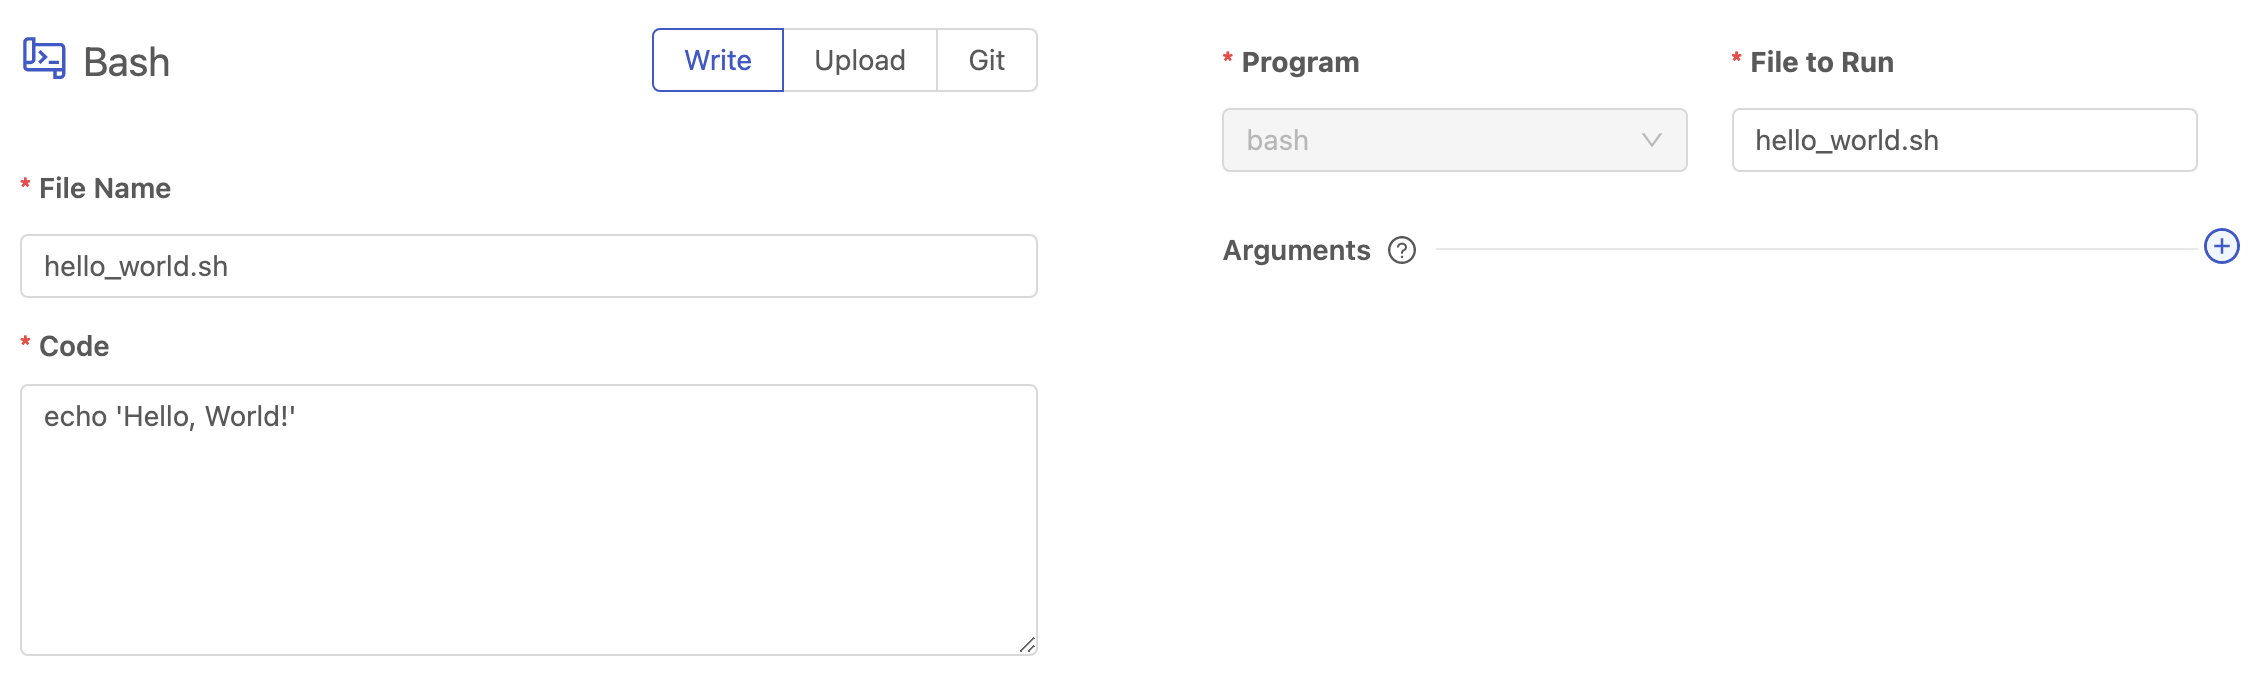 Bash
Write
Upload
Git
* File Name
hello_world.sh
* Code
echo 'Hello, World!'
* Program
bash
* File to Run
hello_world.sh
Arguments ?